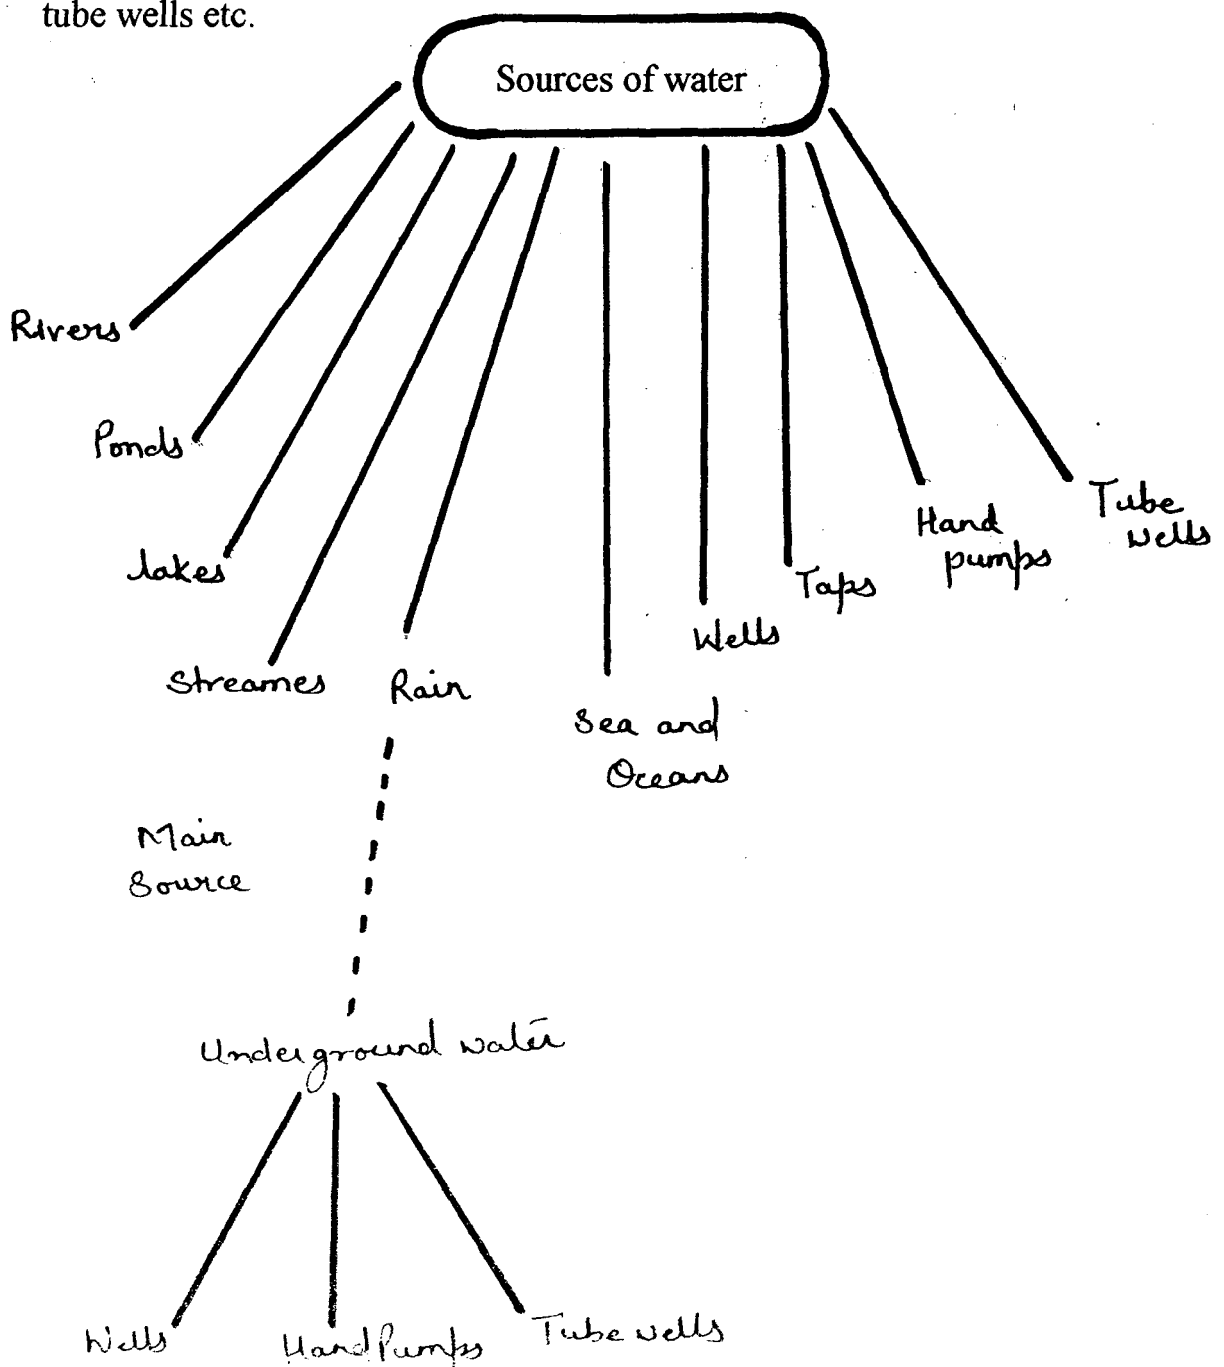 tube wells etc.
Sources of water
Rivers
Ponds
lakes
Streames
Rain
Sea and
Oceans
Wells
Taps
Hand
pumps
Tube
wells
Main
Source
Underground water
Wells
Hand Pumps
Tube wells